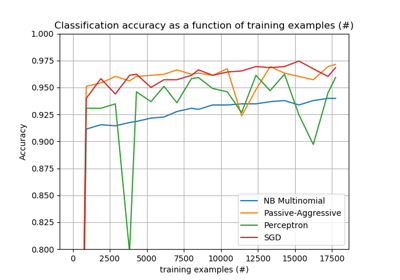 Classification accuracy as a function of training examples (#)
1.000
0.975
0.950
0.925
0.900
0.875
0.850
0.825
0.800
Accuracy
NB Multinomial
Passive-Aggressive
Perceptron
SGD
0 2500 5000 7500 10000 12500 15000 17500
training examples (#)